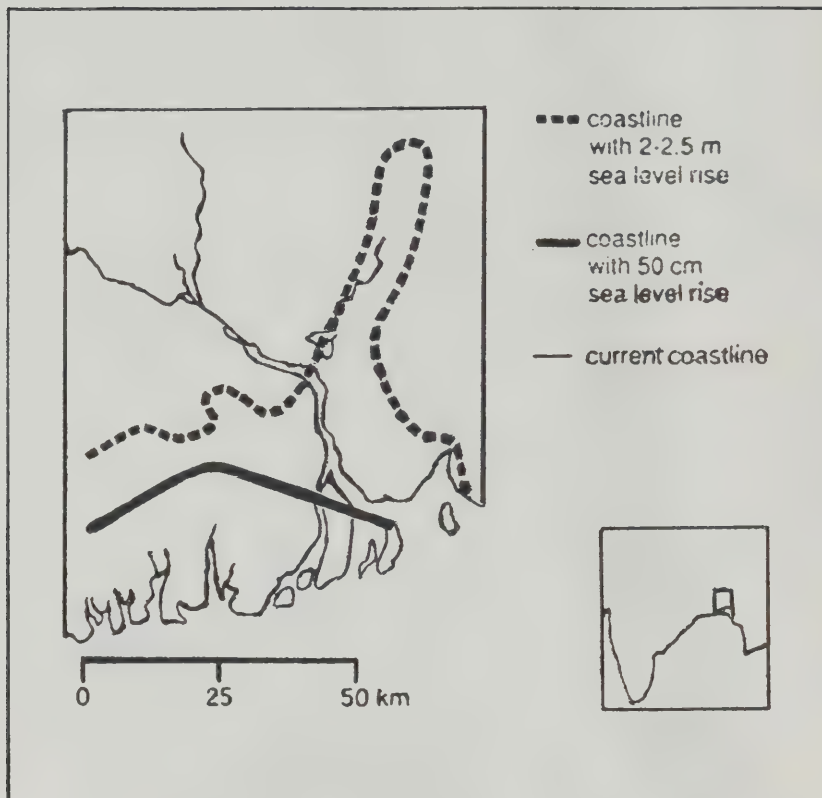 coastline
with 2-2.5 m
sea level rise
coastline
with 50 cm
sea level rise
current coastline
0 25 50 km